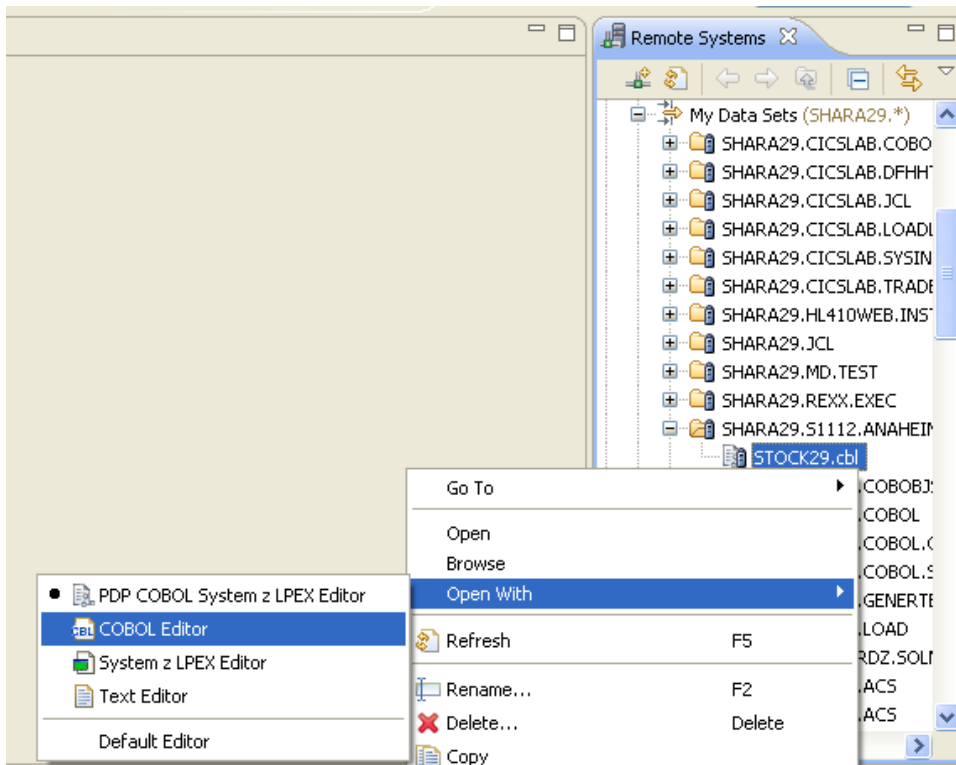 Remote Systems
My Data Sets (SHARA29.*)
SHARA29.CICSLAB.COBO
SHARA29.CICSLAB.DFHH
SHARA29.CICSLAB.JCL
SHARA29.CICSLAB.LOADL
SHARA29.CICSLAB.SYSIN
SHARA29.CICSLAB.TRADE
SHARA29.HL410WEB.INS
SHARA29.JCL
SHARA29.MD.TEST
SHARA29.REXX.EXEC
SHARA29.S1112.ANAHEIM
STOCK29.cbl
.COBOBJ
.COBOL
.COBOL.
.COBOL.S
.GENERTE
.LOAD
RDZ.SOLN
.ACS
.ACS
Go To
Open
Browse
Open With
Refresh F5
Rename... F2
Delete... Delete
Copy
PDP COBOL System z LPEX Editor
CBL COBOL Editor
System z LPEX Editor
Text Editor
Default Editor